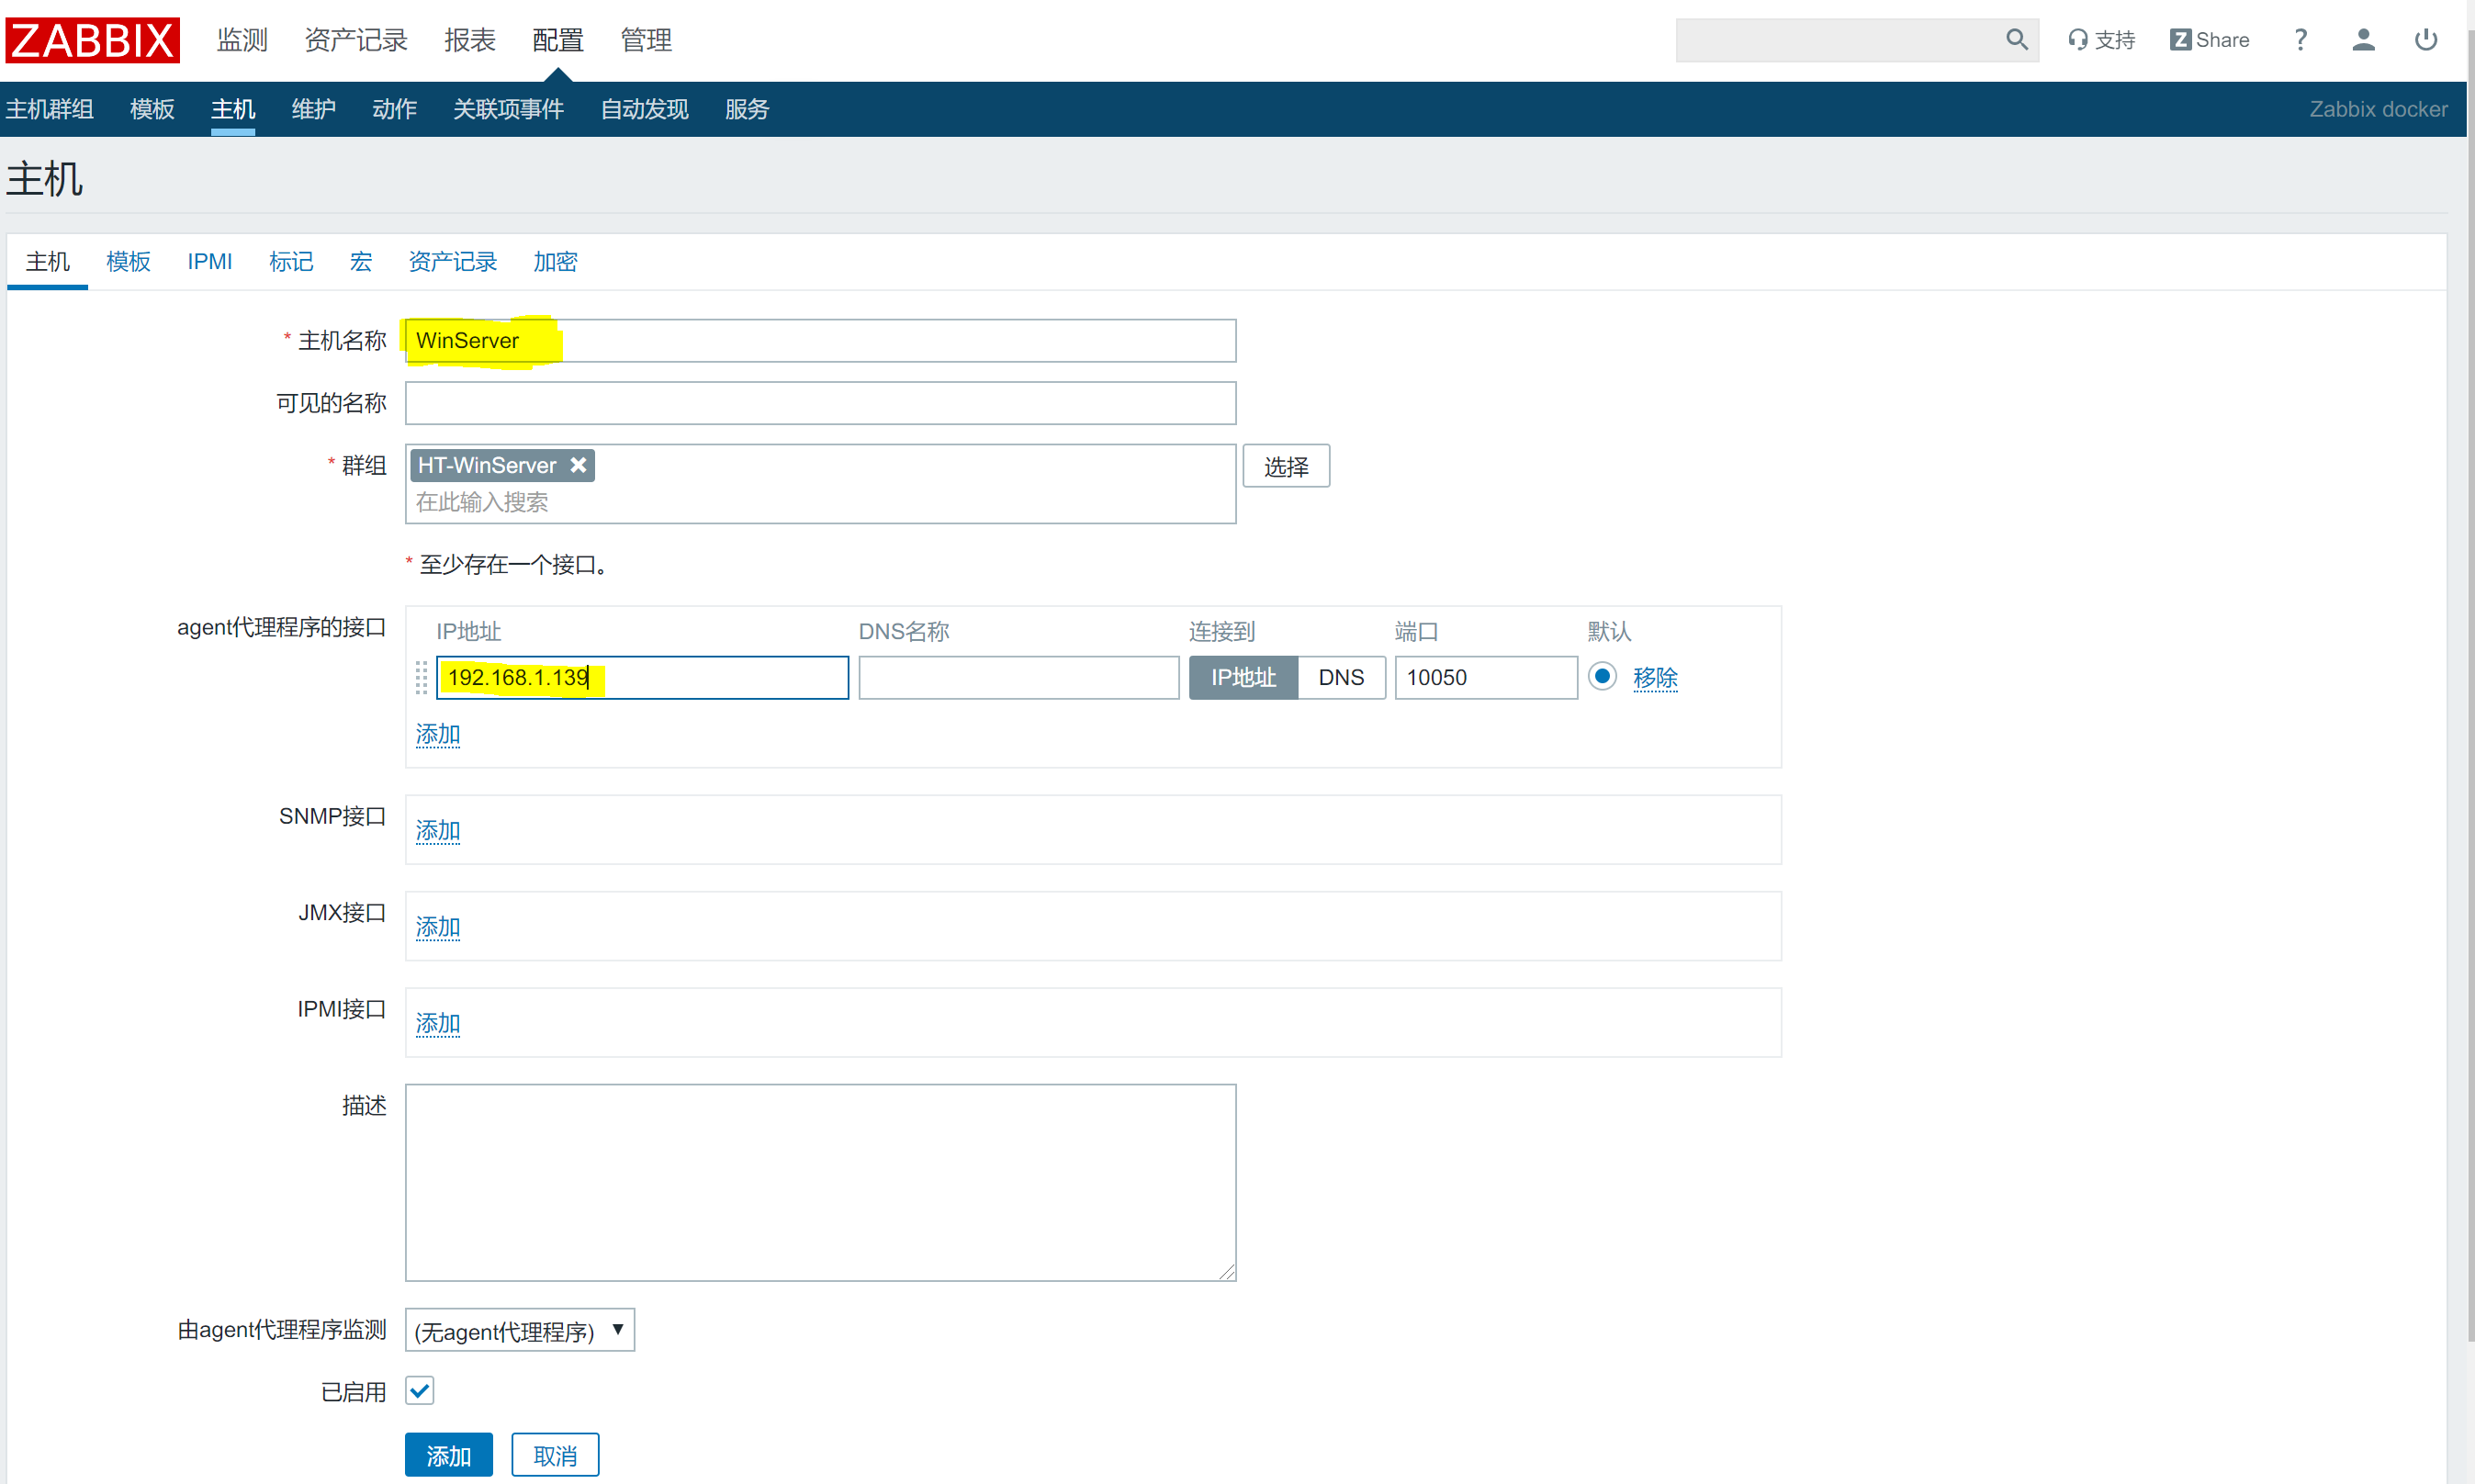 ZABBIX 监测 资产记录 报表 配置 管理 支持 Z Share ?
主机群组 模板 主机 维护 动作 关联项事件 自动发现 服务 Zabbix docker
主机
主机 模板 IPMI 标记 宏 资产记录 加密
* 主机名称 WinServer
可见的名称
* 群组 HT-WinServer 选择
在此输入搜索
* 至少存在一个接口。
agent代理程序的接口 IP地址 DNS名称 连接到 端口 默认
192.168.1.139 IP地址 DNS 10050 移除
添加
SNMP接口 添加
JMX接口 添加
IPMI接口 添加
描述
由agent代理程序监测 (无agent代理程序)
已启用
添加 取消